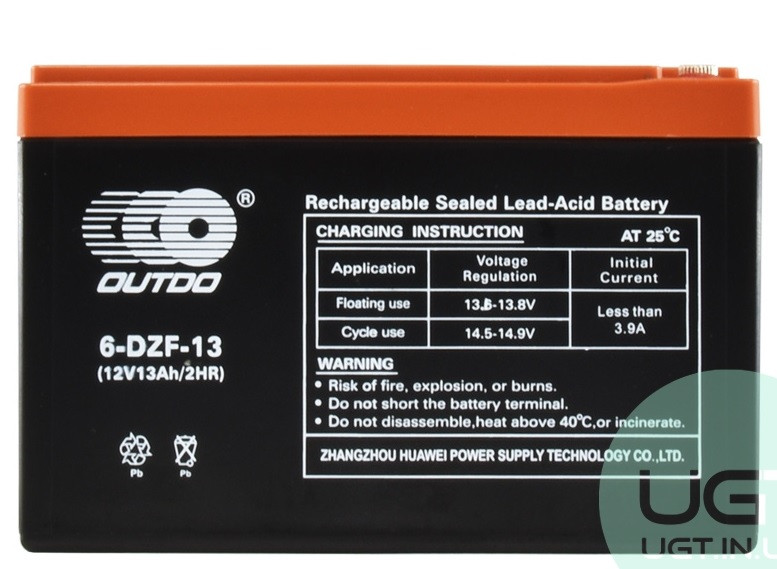 OUTDO®
6-DZF-13
(12V13Ah/2HR)
Pb
Pb
Rechargeable Sealed Lead-Acid Battery
CHARGING INSTRUCTION AT 25°C
Application Voltage Regulation Initial Current
Floating use 13.6-13.8V Less than 3.9A
Cycle use 14.5-14.9V
WARNING
• Risk of fire, explosion, or burns.
• Do not short the battery terminal.
• Do not disassemble,heat above 40°C,or incinerate.
ZHANGZHOU HUAWEI POWER SUPPLY TECHNOLOGY CO.,LTD.
UGT
UGT.IN.U